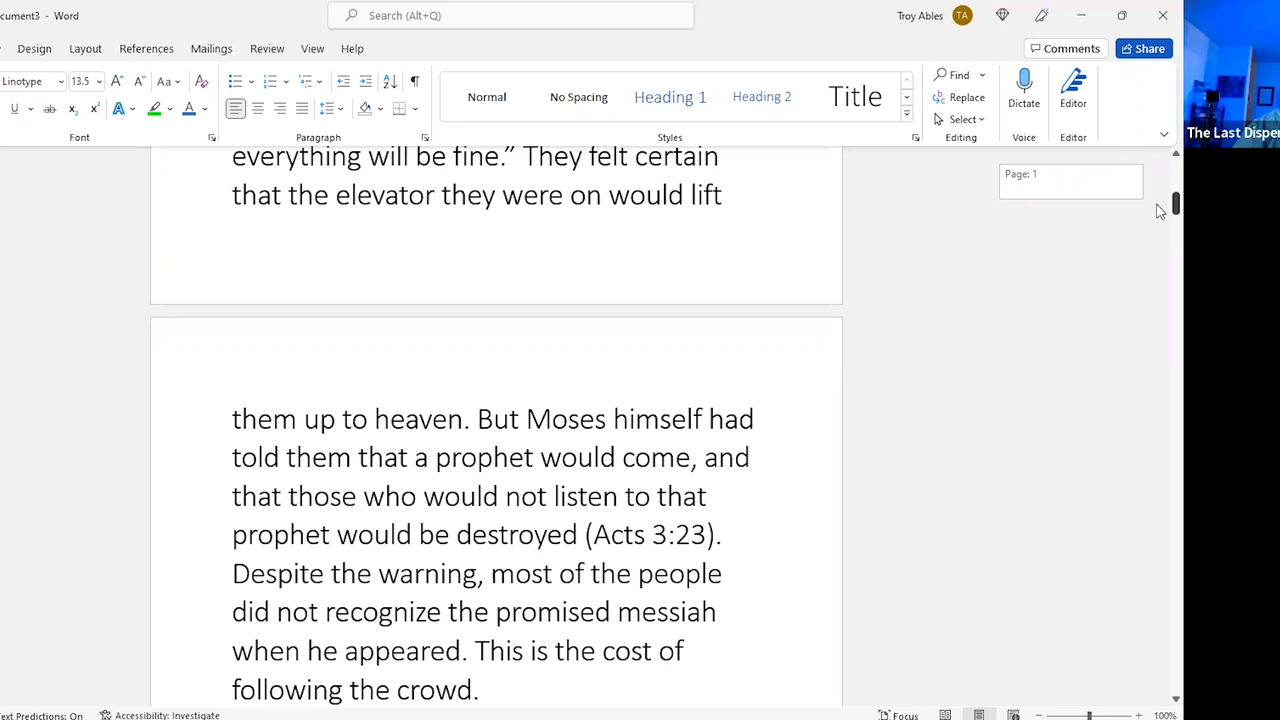 cument3 - Word
Search (Alt+Q)
Troy Ables
TA
Design Layout References Mailings Review View Help
Comments
Share
Linotype
13.5
Aa
Normal
No Spacing
Heading 1
Heading 2
Title
Find
Replace
Select
Dictate
Editor
Font
Paragraph
Styles
Editing
Voice
Editor
The Last Disper
everything will be fine.” They felt certain
that the elevator they were on would lift
Page: 1
them up to heaven. But Moses himself had
told them that a prophet would come, and
that those who would not listen to that
prophet would be destroyed (Acts 3:23).
Despite the warning, most of the people
did not recognize the promised messiah
when he appeared. This is the cost of
following the crowd.
ext Predictions: On
Accessibility: Investigate
Focus
100%